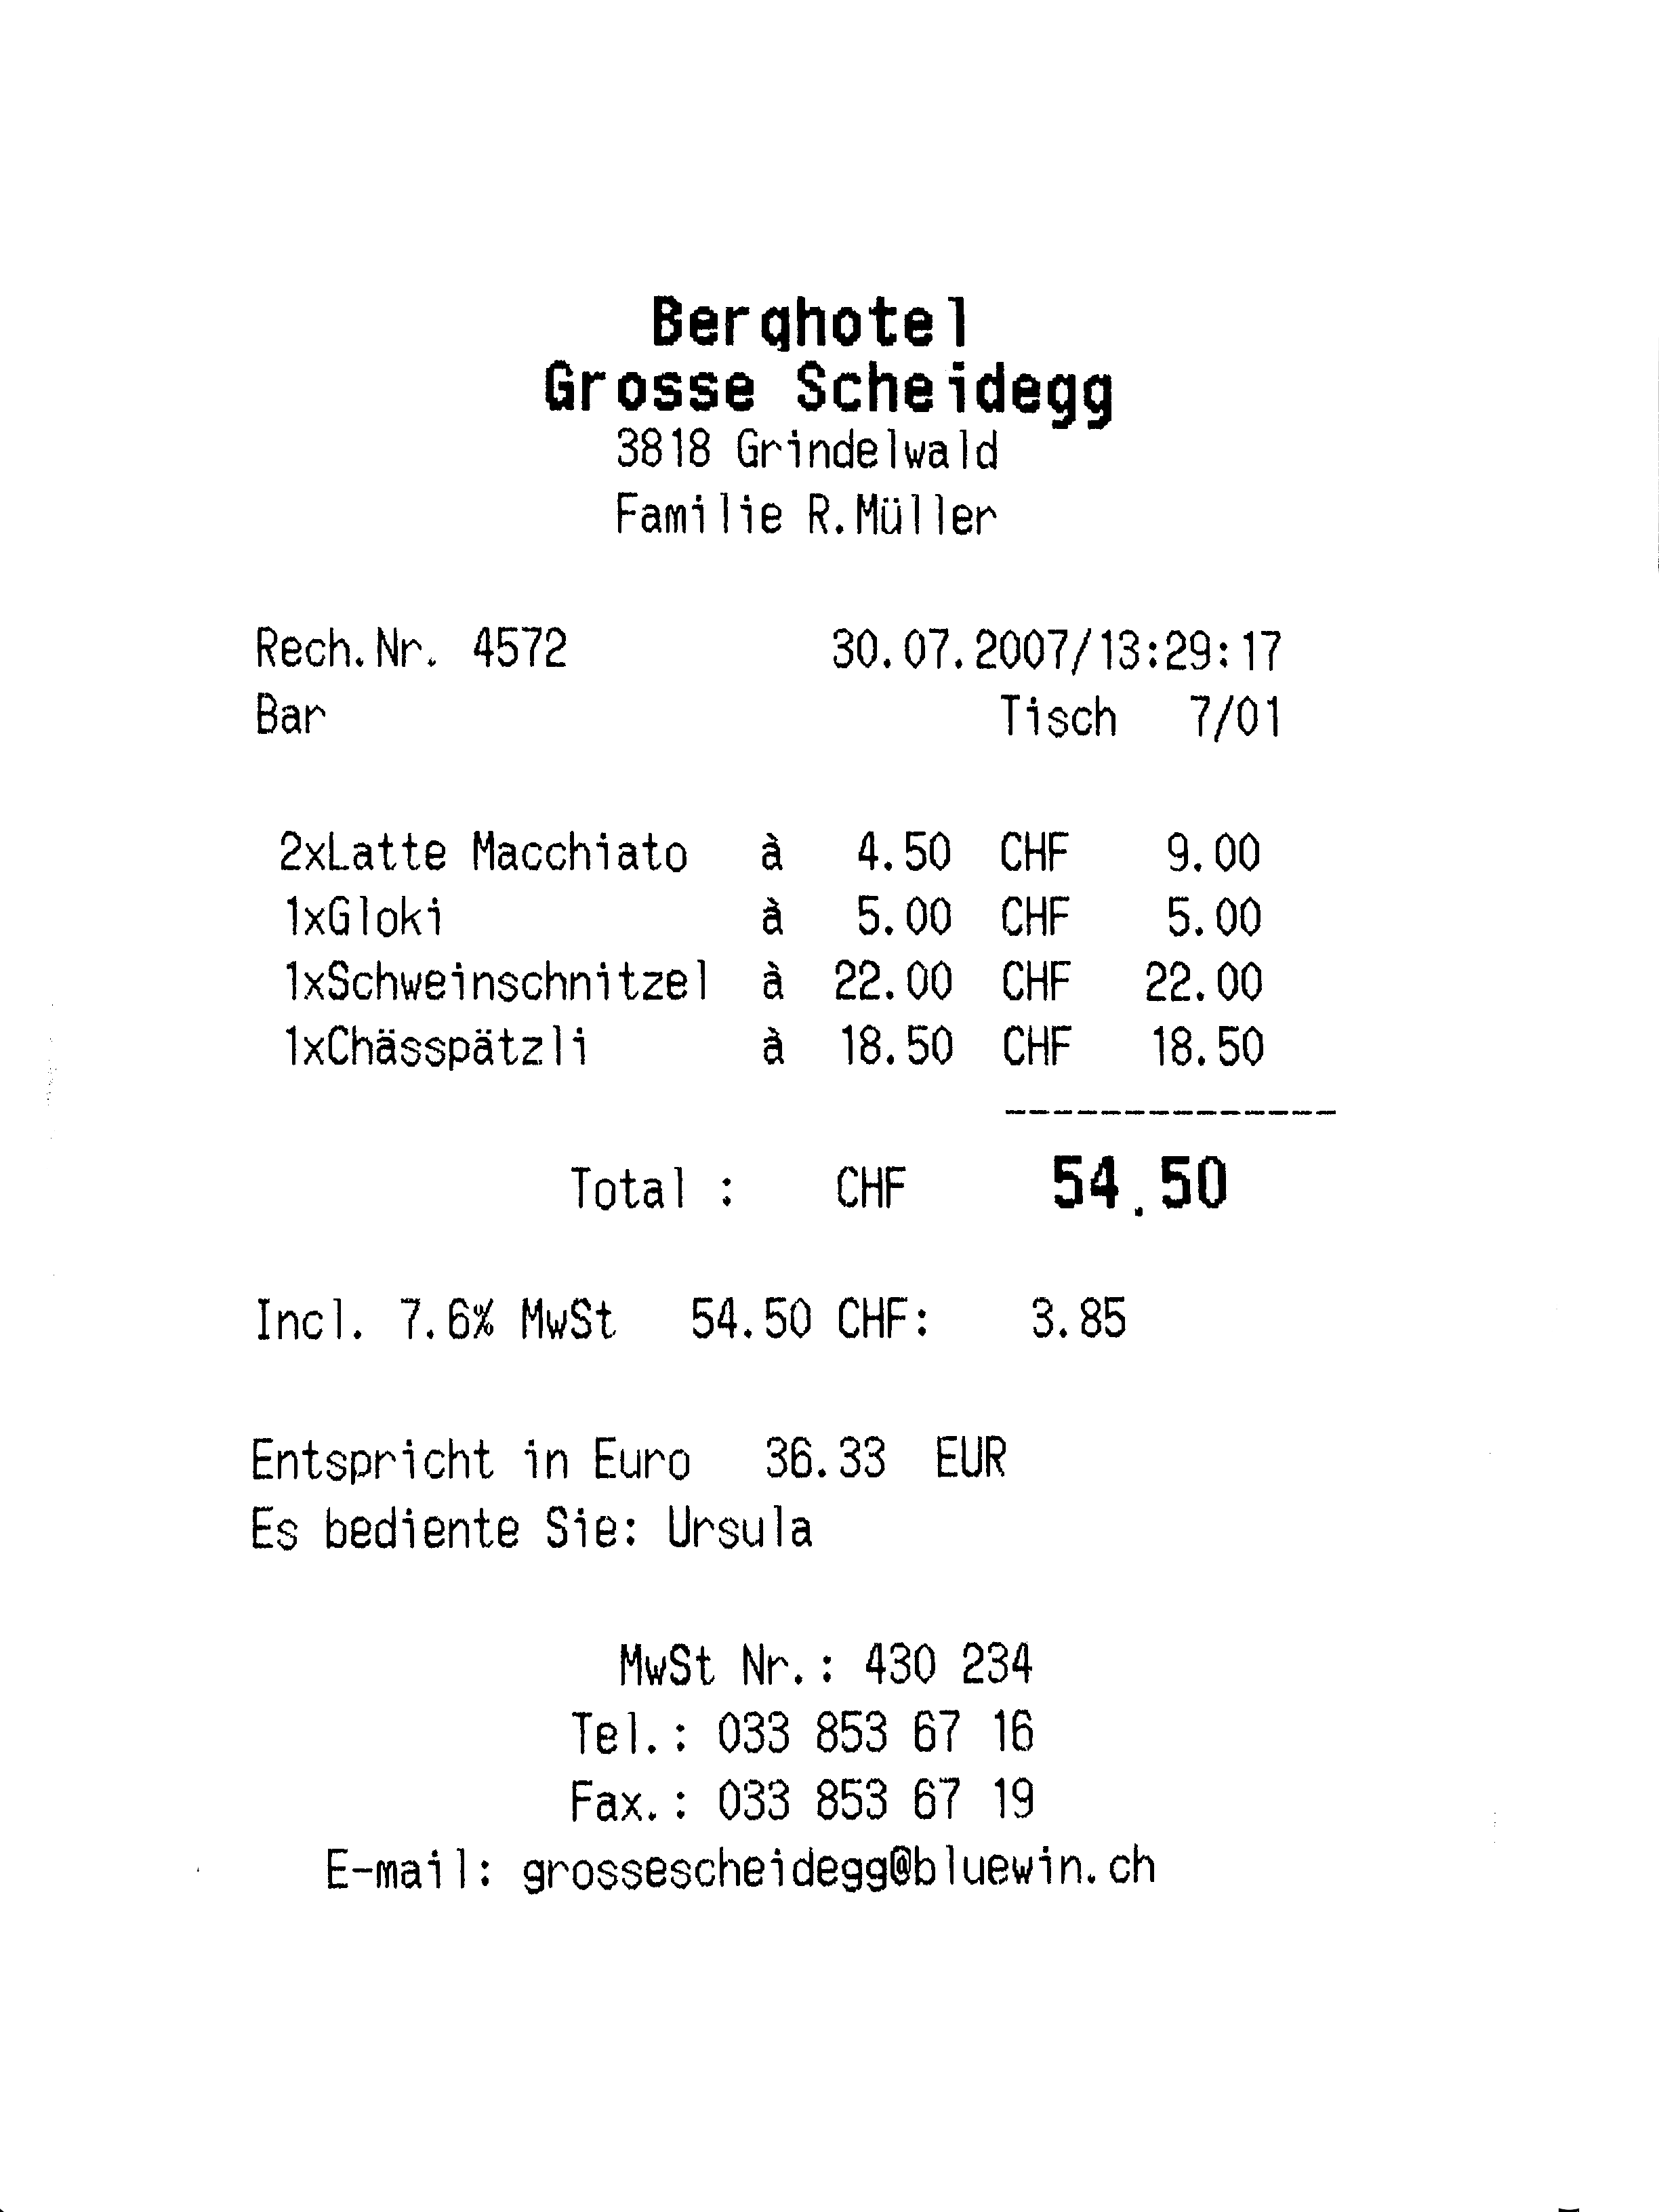 Berghotel
Grosse Scheidegg
3818 Grindelwald
Familie R.Müller
Rech.Nr. 4572 30.07.2007/13:29:17
Bar Tisch 7/01
2xLatte Macchiato à 4.50 CHF 9.00
1xGloki à 5.00 CHF 5.00
1xSchweinschnitzel à 22.00 CHF 22.00
1xChässpätzli à 18.50 CHF 18.50
--------------
Total : CHF 54.50
Incl. 7.6% MwSt 54.50 CHF: 3.85
Entspricht in Euro 36.33 EUR
Es bediente Sie: Ursula
MwSt Nr.: 430 234
Tel.: 033 853 67 16
Fax.: 033 853 67 19
E-mail: grossescheidegg@bluewin.ch